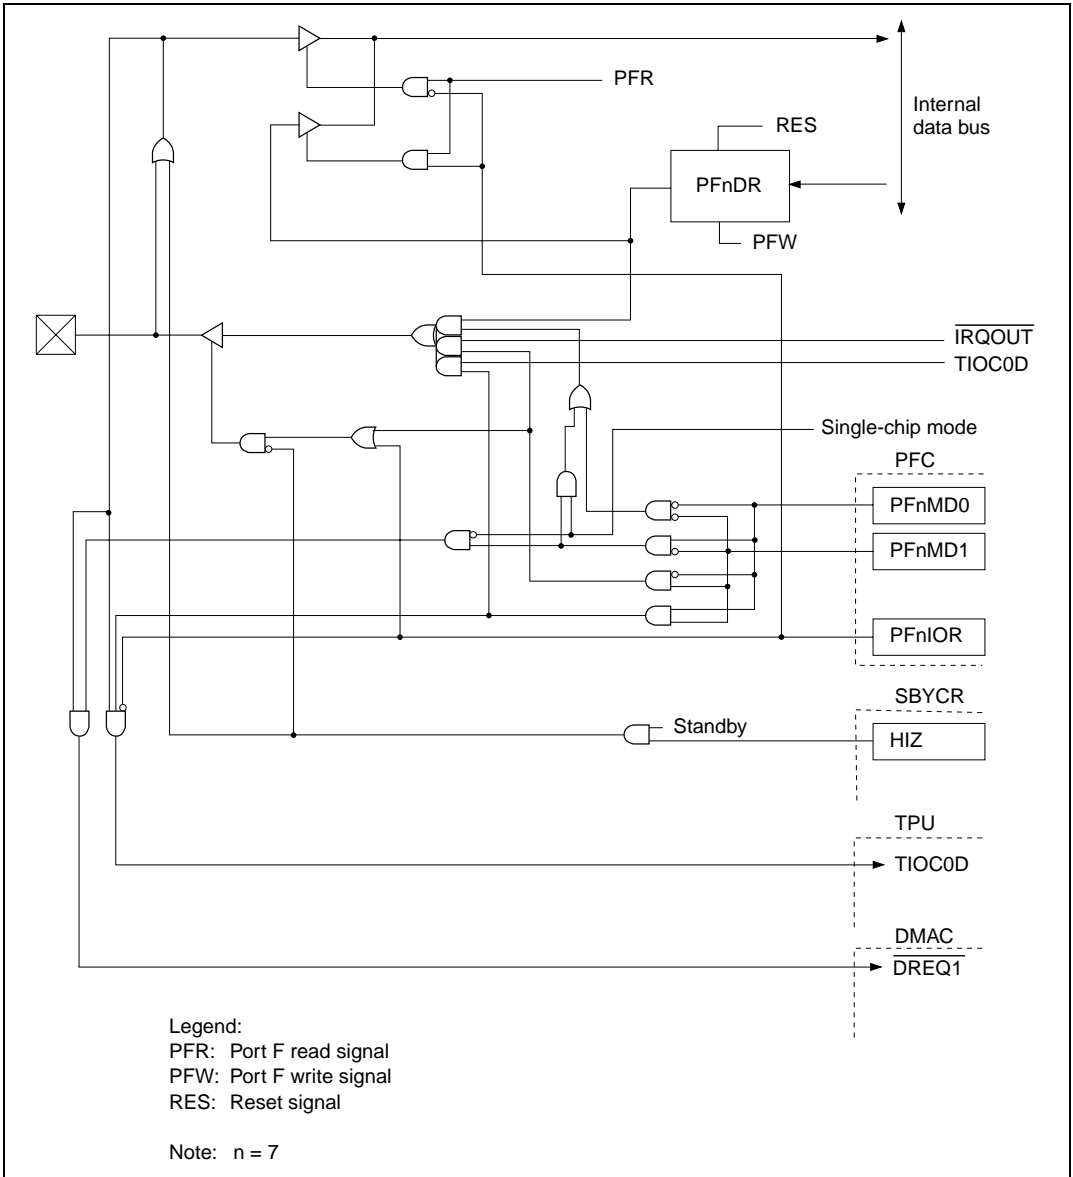 PFR
Internal
data bus
RES
PFnDR
PFW
IRQOUT
TIOC0D
Single-chip mode
PFC
PFnMD0
PFnMD1
PFnIOR
SBYCR
Standby
HIZ
TPU
TIOC0D
DMAC
DREQ1
Legend:
PFR: Port F read signal
PFW: Port F write signal
RES: Reset signal
Note: n = 7